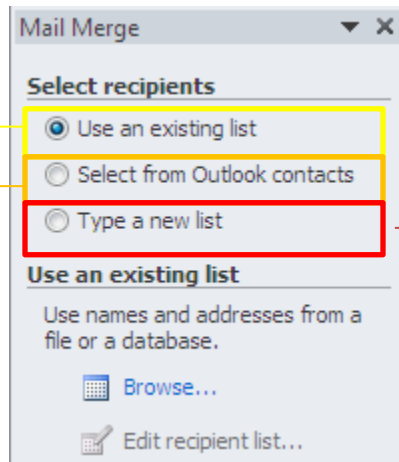 Mail Merge
Select recipients
Use an existing list
Select from Outlook contacts
Type a new list
Use an existing list
Use names and addresses from a
file or a database.
Browse...
Edit recipient list...